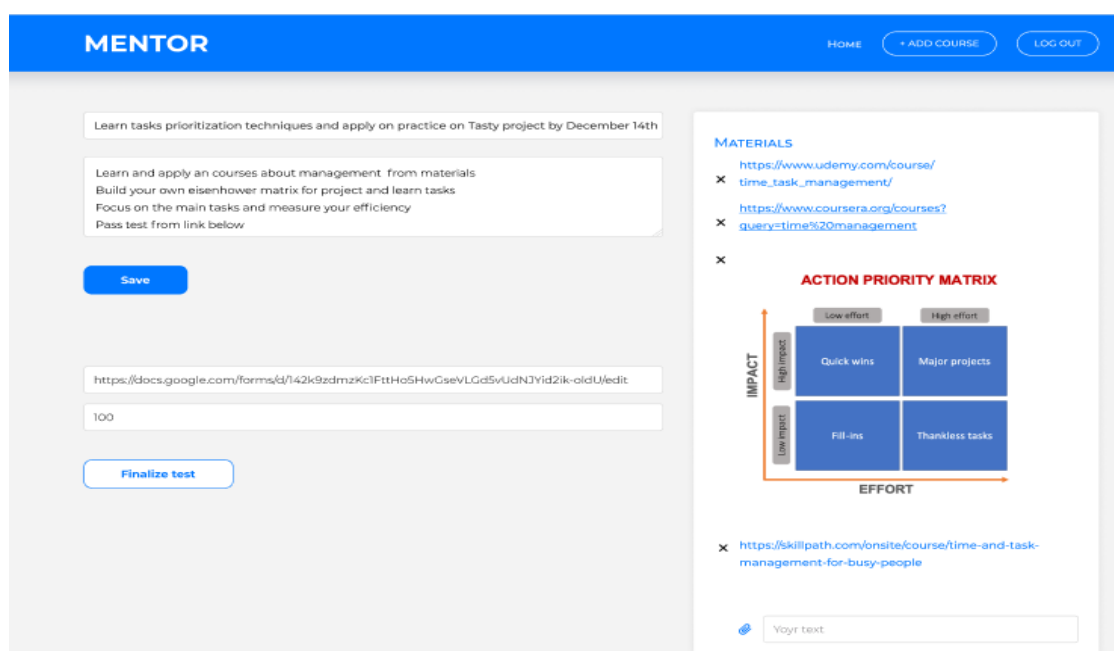 MENTOR
HOME
+ ADD COURSE
LOG OUT
Learn tasks prioritization techniques and apply on practice on Tasty project by December 14th
Learn and apply an courses about management from materials
Build your own eisenhower matrix for project and learn tasks
Focus on the main tasks and measure your efficiency
Pass test from link below
Save
https://docs.google.com/forms/d/142k9zdmzKc1FttHo5HwGseVLGd5vUdNJYid2ik-oldU/edit
100
Finalize test
MATERIALS
https://www.udemy.com/course/
time_task_management/
https://www.coursera.org/courses?
query=time%20management
ACTION PRIORITY MATRIX
Low effort
High effort
IMPACT
High impact
Quick wins
Major projects
Low impact
Fill-ins
Thankless tasks
EFFORT
https://skillpath.com/onsite/course/time-and-task-
management-for-busy-people
Yoyr text